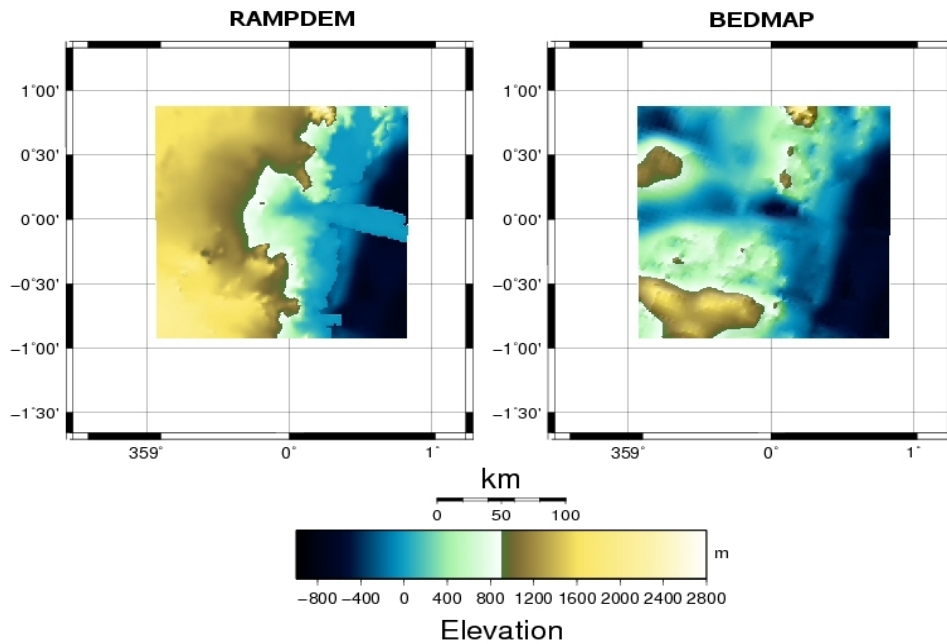 RAMPDEM BEDMAP
1°00' 1°00'
0°30' 0°30'
0°00' 0°00'
−0°30' −0°30'
−1°00' −1°00'
−1°30' −1°30'
359° 0° 1° 359° 0° 1°
km
0 50 100
m
−800 −400 0 400 800 1200 1600 2000 2400 2800
Elevation